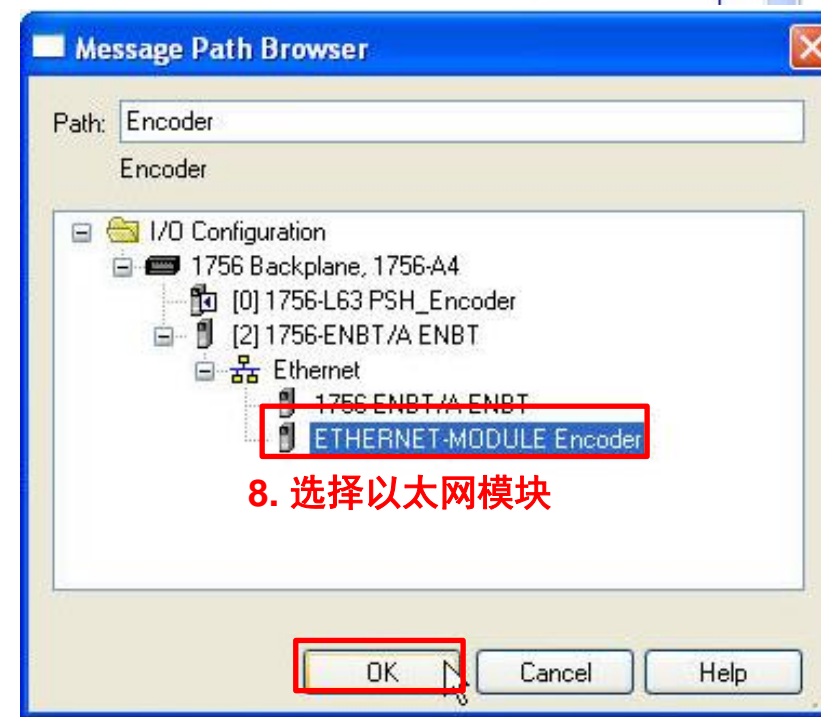 Message Path Browser
Path: Encoder
Encoder
I/O Configuration
1756 Backplane, 1756-A4
[0] 1756-L63 PSH_Encoder
[2] 1756-ENBT/A ENBT
Ethernet
1756-ENBT/A ENBT
ETHERNET-MODULE Encoder
8. 选择以太网模块
OK Cancel Help